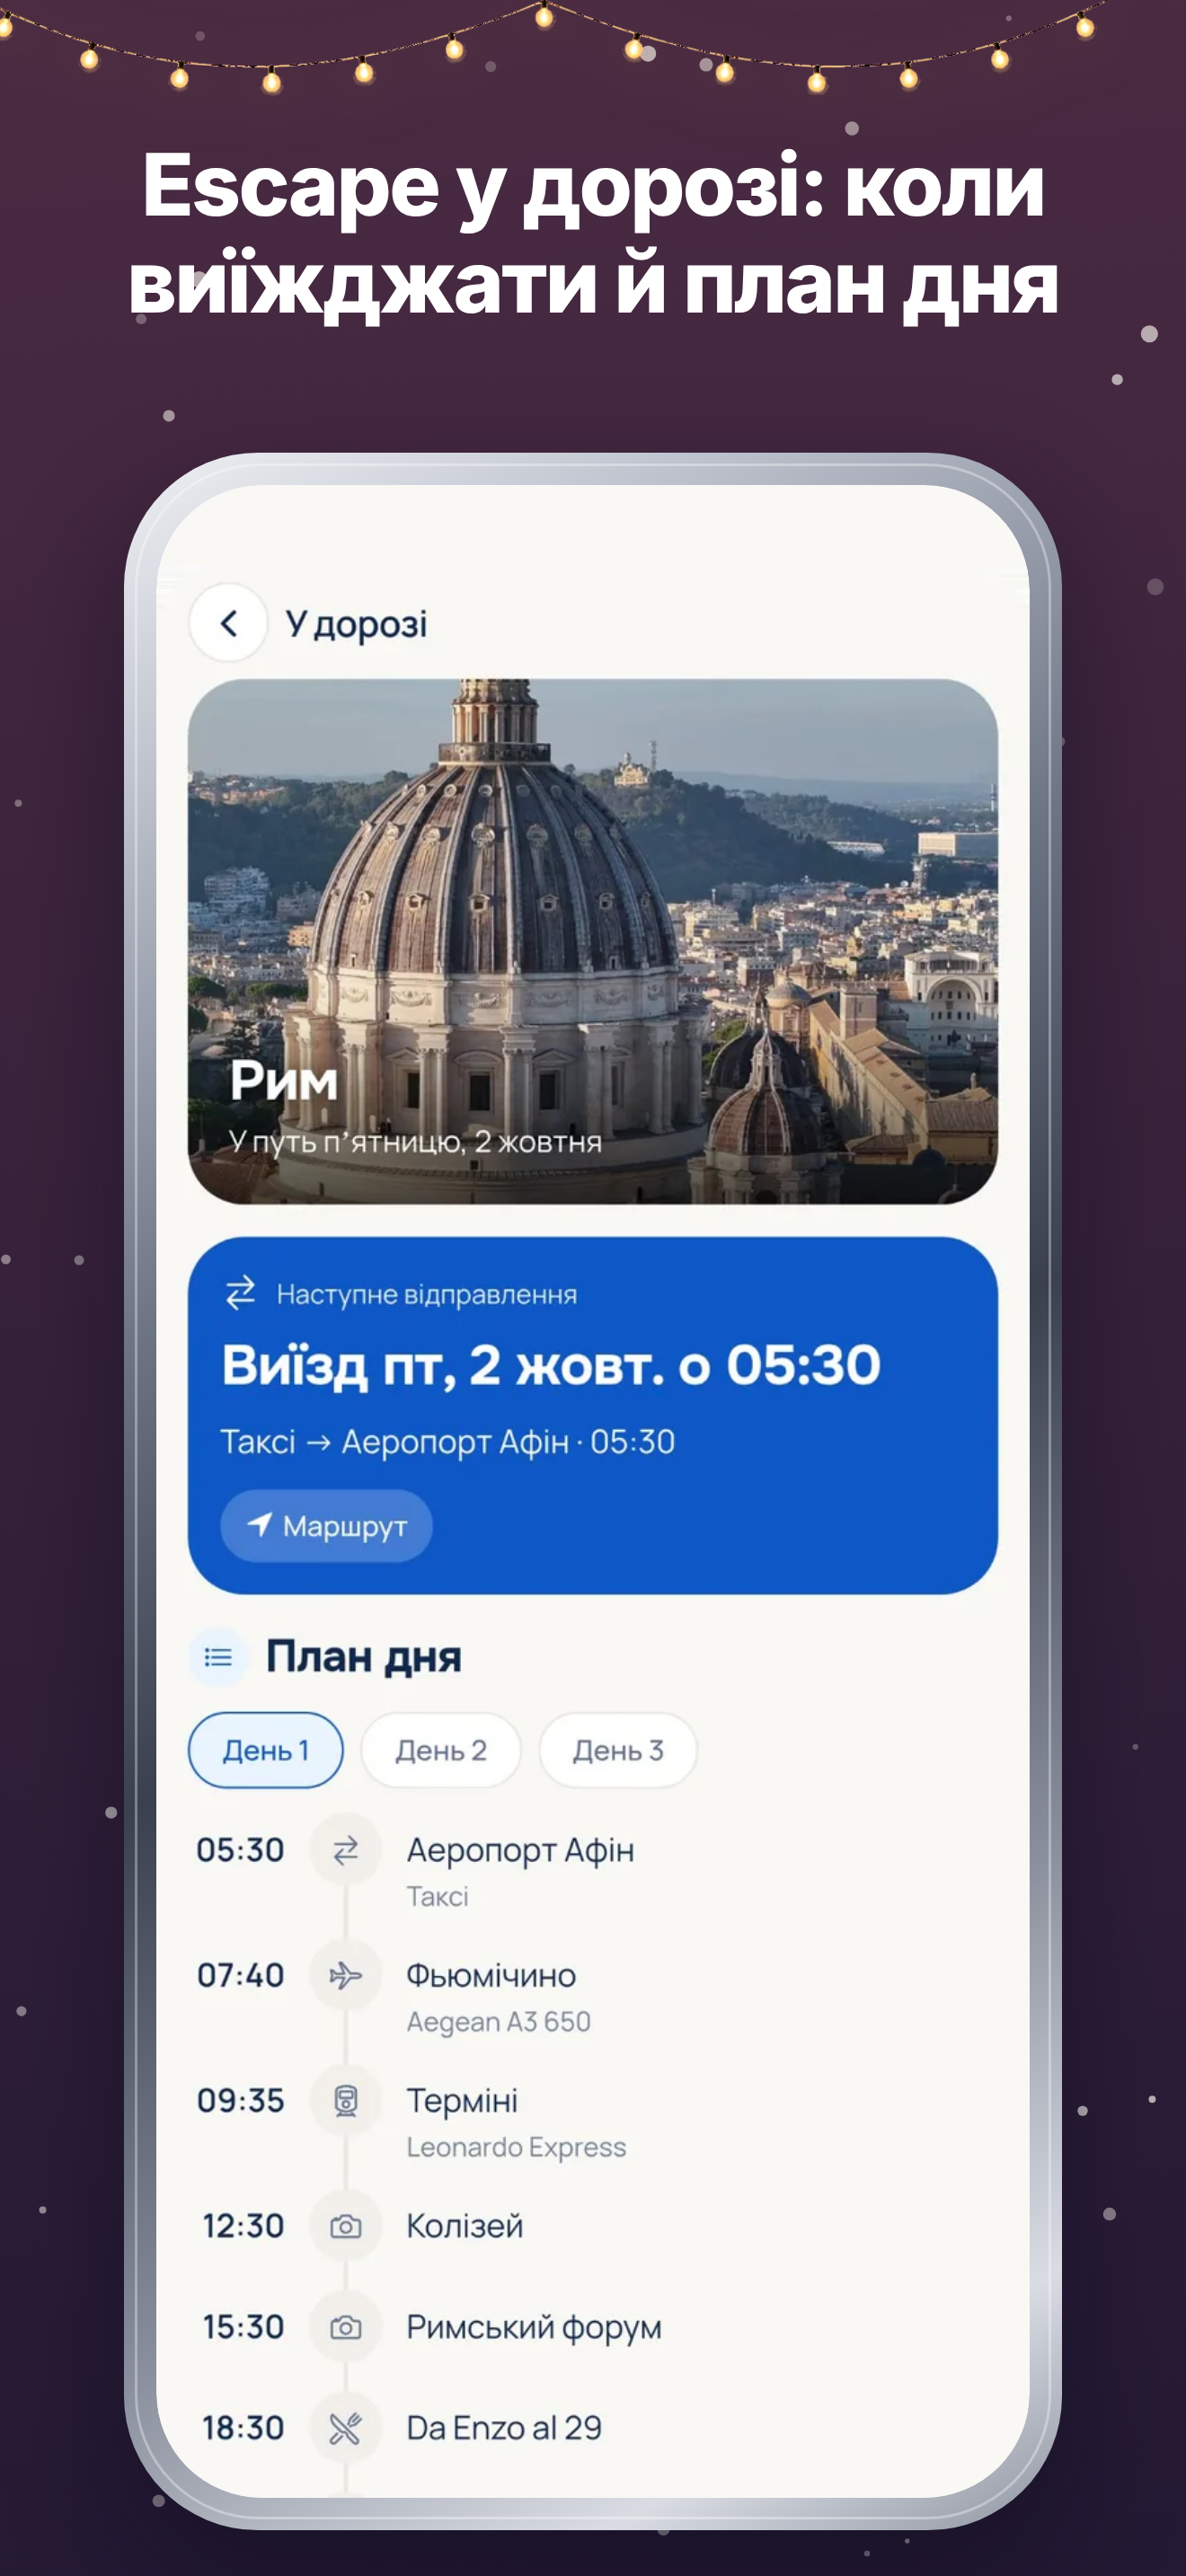 Escape у дорозі: коли
виїжджати й план дня
У дорозі
Рим
У путь п’ятницю, 2 жовтня
Наступне відправлення
Виїзд пт, 2 жовт. о 05:30
Таксі → Аеропорт Афін · 05:30
Маршрут
План дня
День 1 День 2 День 3
05:30 Аеропорт Афін
Таксі
07:40 Фьюмічино
Aegean A3 650
09:35 Терміні
Leonardo Express
12:30 Колізей
15:30 Римський форум
18:30 Da Enzo al 29